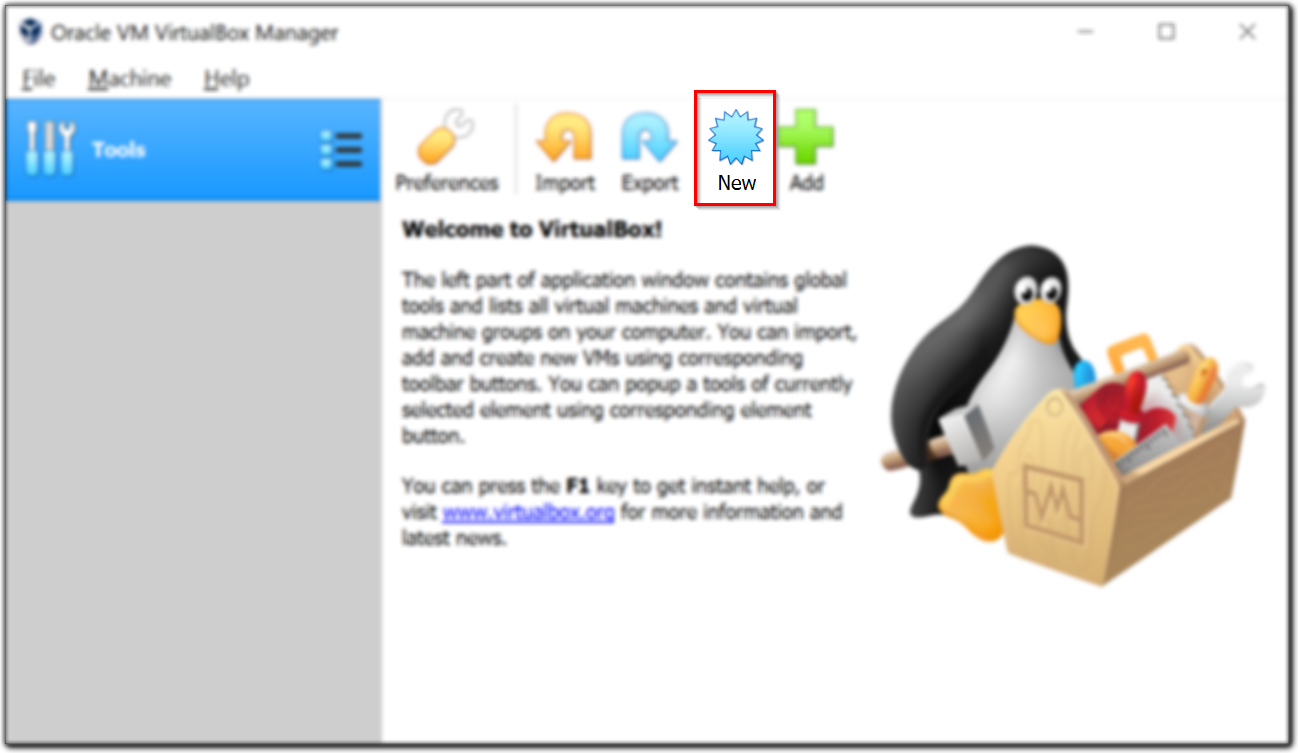 Oracle VM VirtualBox Manager
File Machine Help
Tools
Preferences Import Export New Add
Welcome to VirtualBox!
The left part of application window contains global
tools and lists all virtual machines and virtual
machine groups on your computer. You can import,
add and create new VMs using corresponding
toolbar buttons. You can popup a tools of currently
selected element using corresponding element
button.
You can press the F1 key to get instant help, or
visit www.virtualbox.org for more information and
latest news.